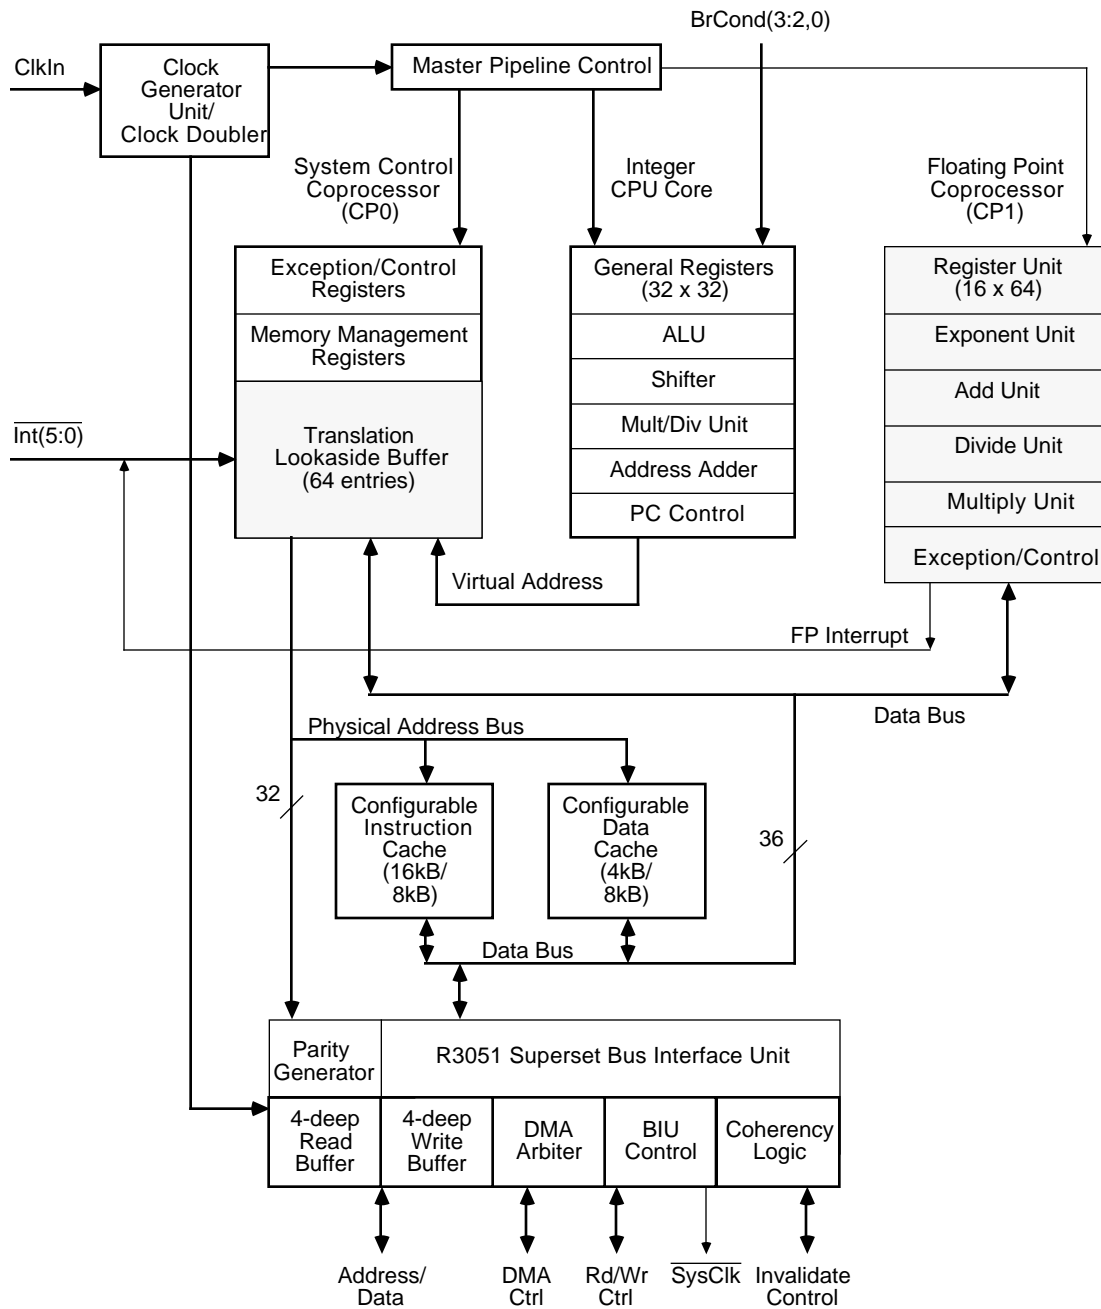 BrCond(3:2,0)
ClkIn
Clock
Generator
Unit/
Clock Doubler
Master Pipeline Control
System Control
Coprocessor
(CP0)
Integer
CPU Core
Floating Point
Coprocessor
(CP1)
Exception/Control
Registers
Memory Management
Registers
Translation
Lookaside Buffer
(64 entries)
General Registers
(32 x 32)
ALU
Shifter
Mult/Div Unit
Address Adder
PC Control
Register Unit
(16 x 64)
Exponent Unit
Add Unit
Divide Unit
Multiply Unit
Exception/Control
Int(5:0)
Virtual Address
FP Interrupt
Data Bus
Physical Address Bus
32
Configurable
Instruction
Cache
(16kB/
8kB)
Configurable
Data
Cache
(4kB/
8kB)
36
Data Bus
Parity
Generator
R3051 Superset Bus Interface Unit
4-deep
Read
Buffer
4-deep
Write
Buffer
DMA
Arbiter
BIU
Control
Coherency
Logic
Address/
Data
DMA
Ctrl
Rd/Wr
Ctrl
SysClk
Invalidate
Control